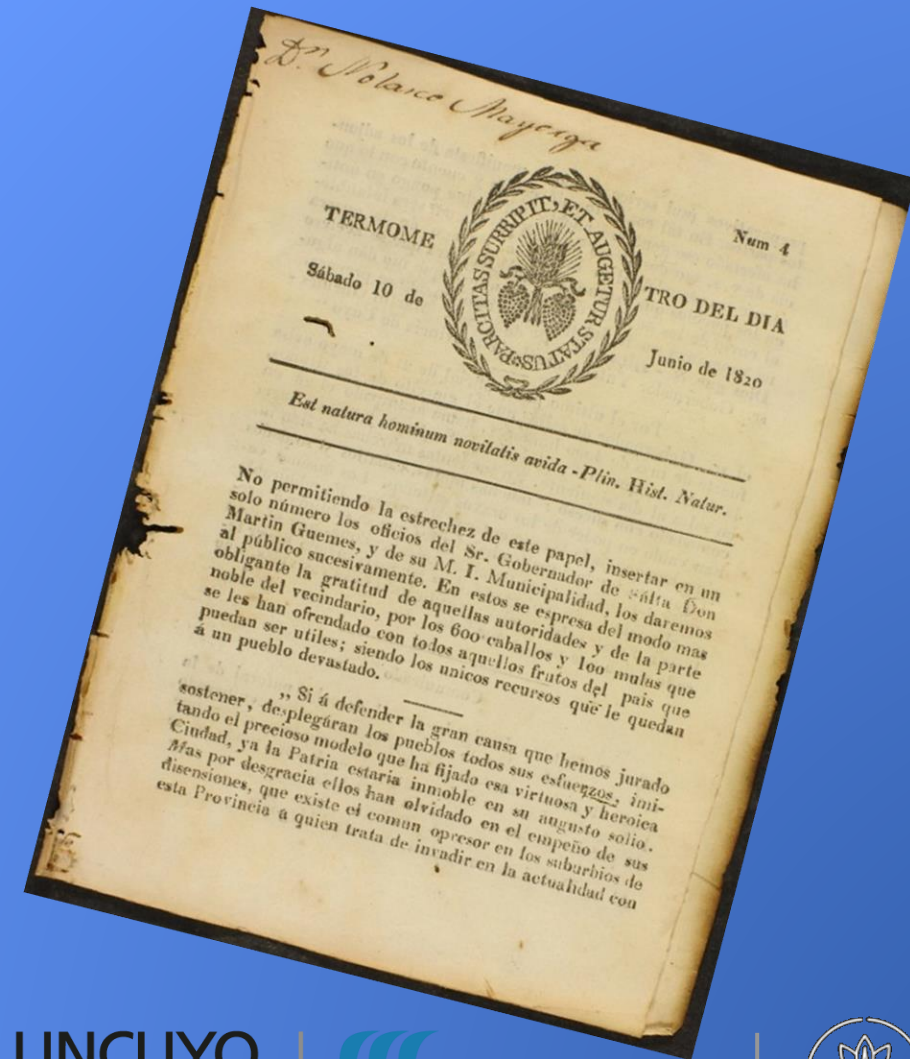 Dn. Nolasco Mayorga
TERMOME
TRO DEL DIA
Num 4
Sábado 10 de
Junio de 1820
PARCITAS SURRIPIT, ET AUGETUR STATUS
Est natura hominum novitatis avida - Plin. Hist. Natur.
No permitiendo la estrechez de este papel, insertar en un
solo número los oficios del Sr. Gobernador de Sálta Don
Martin Guemes, y de su M. I. Municipalidad, los daremos
al público sucesivamente. En estos se espresa del modo mas
obligante la gratitud de aquellas autoridades y de la parte
noble del vecindario, por los 600 caballos y 100 mulas que
se les han ofrendado con todos aquellos frutos del pais que
puedan ser utiles; siendo los unicos recursos que le quedan
á un pueblo devastado.
,, Si á defender la gran causa que hemos jurado
sostener, desplegáran los pueblos todos sus esfuerzos, imi-
tando el precioso modelo que ha fijado esa virtuosa y heroica
Ciudad, ya la Patria estaria inmoble en su augusto solio.
Mas por desgracia ellos han olvidado en el empeño de sus
disensiones, que existe el comun opresor en los suburbios de
esta Provincia á quien trata de invadir en la actualidad con
UNCUYO